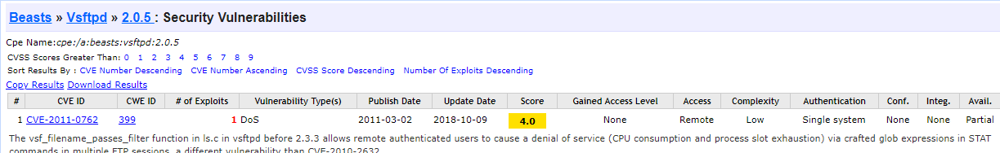 Beasts » Vsftpd » 2.0.5 : Security Vulnerabilities
Cpe Name:cpe:/a:beasts:vsftpd:2.0.5
CVSS Scores Greater Than: 0 1 2 3 4 5 6 7 8 9
Sort Results By : CVE Number Descending CVE Number Ascending CVSS Score Descending Number Of Exploits Descending
Copy Results Download Results
# CVE ID CWE ID # of Exploits Vulnerability Type(s) Publish Date Update Date Score Gained Access Level Access Complexity Authentication Conf. Integ. Avail.
1 CVE-2011-0762 399 1 DoS 2011-03-02 2018-10-09 4.0 None Remote Low Single system None None Partial
The vsf_filename_passes_filter function in ls.c in vsftpd before 2.3.3 allows remote authenticated users to cause a denial of service (CPU consumption and process slot exhaustion) via crafted glob expressions in STAT
commands in multiple FTP sessions, a different vulnerability than CVE-2010-2632.